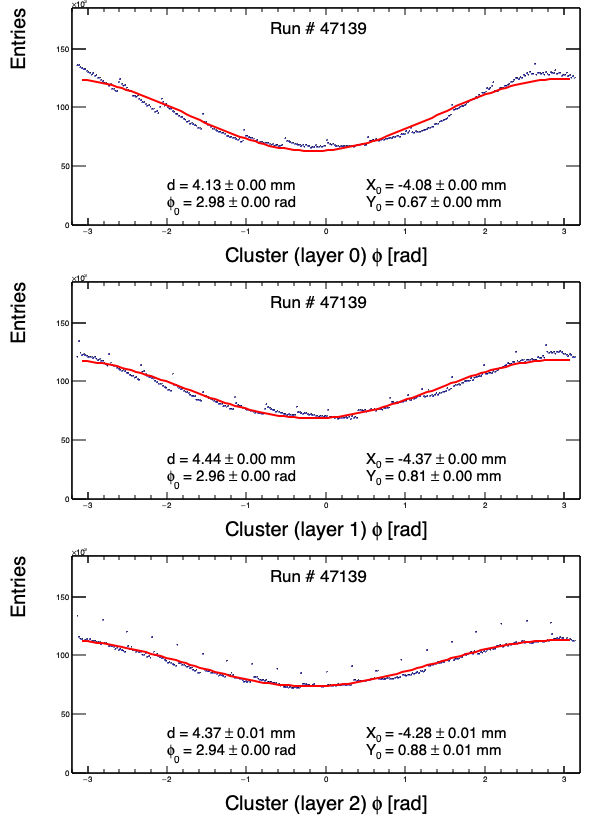 ×10²
Entries
Run # 47139
150
100
50
0
d = 4.13 ± 0.00 mm X₀ = -4.08 ± 0.00 mm
ϕ₀ = 2.98 ± 0.00 rad Y₀ = 0.67 ± 0.00 mm
−3 −2 −1 0 1 2 3
Cluster (layer 0) ϕ [rad]
×10²
Entries
Run # 47139
150
100
50
0
d = 4.44 ± 0.00 mm X₀ = -4.37 ± 0.00 mm
ϕ₀ = 2.96 ± 0.00 rad Y₀ = 0.81 ± 0.00 mm
−3 −2 −1 0 1 2 3
Cluster (layer 1) ϕ [rad]
×10²
Entries
Run # 47139
150
100
50
0
d = 4.37 ± 0.01 mm X₀ = -4.28 ± 0.01 mm
ϕ₀ = 2.94 ± 0.00 rad Y₀ = 0.88 ± 0.01 mm
−3 −2 −1 0 1 2 3
Cluster (layer 2) ϕ [rad]